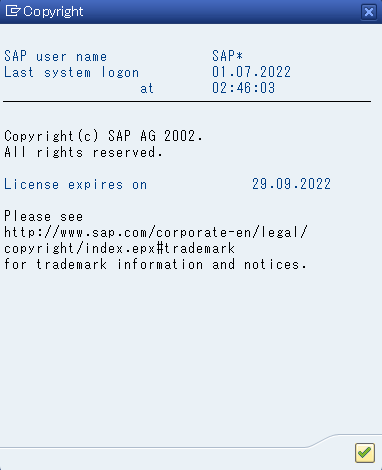 Copyright
SAP user name SAP*
Last system logon 01.07.2022
at 02:46:03
Copyright(c) SAP AG 2002.
All rights reserved.
License expires on 29.09.2022
Please see
http://www.sap.com/corporate-en/legal/
copyright/index.epx#trademark
for trademark information and notices.